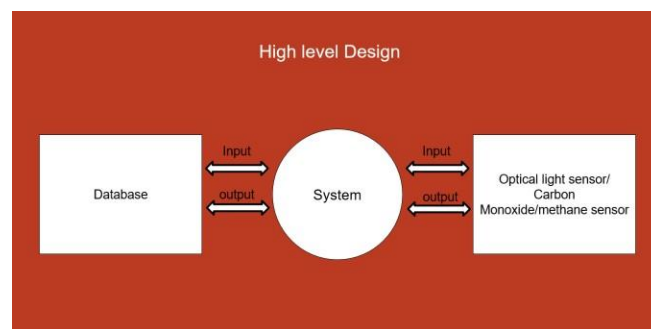 High level Design
Input
Input
Database
System
Optical light sensor/
Carbon
Monoxide/methane sensor
output
output